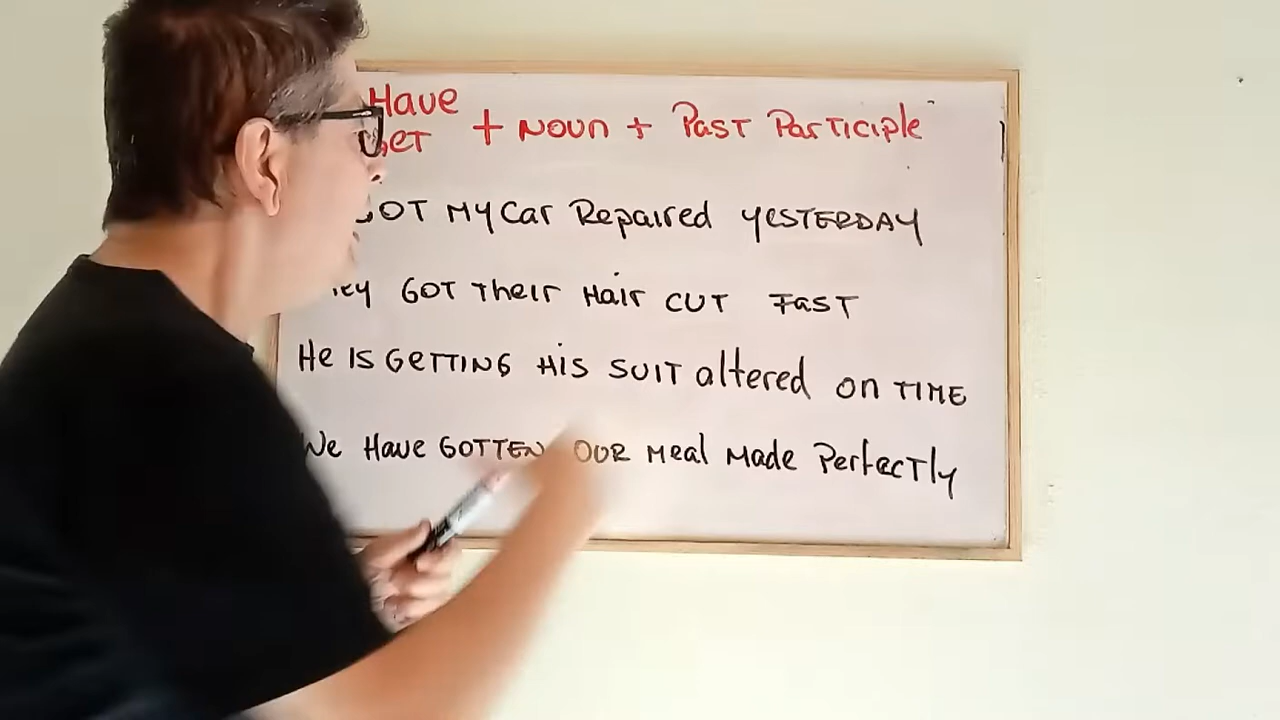 Have
GET + NOUN + PAST PARTICIPLE
GOT MY Car Repaired YESTERDAY
They GOT Their Hair CUT FAST
He IS GETTING HIS SUIT altered on TIME
We Have GOTTEN OUR Meal Made PerfecTly